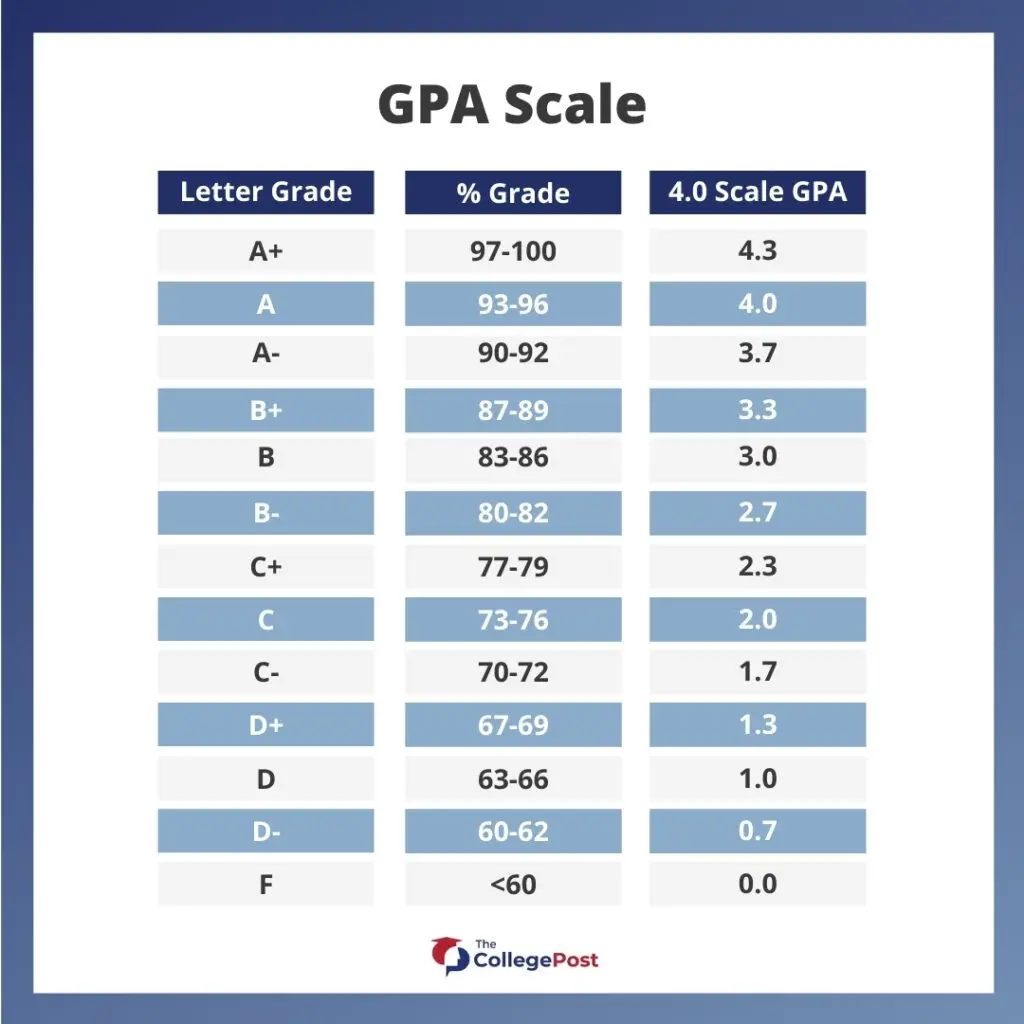 GPA Scale
Letter Grade % Grade 4.0 Scale GPA
A+ 97-100 4.3
A 93-96 4.0
A- 90-92 3.7
B+ 87-89 3.3
B 83-86 3.0
B- 80-82 2.7
C+ 77-79 2.3
C 73-76 2.0
C- 70-72 1.7
D+ 67-69 1.3
D 63-66 1.0
D- 60-62 0.7
F <60 0.0
The
CollegePost